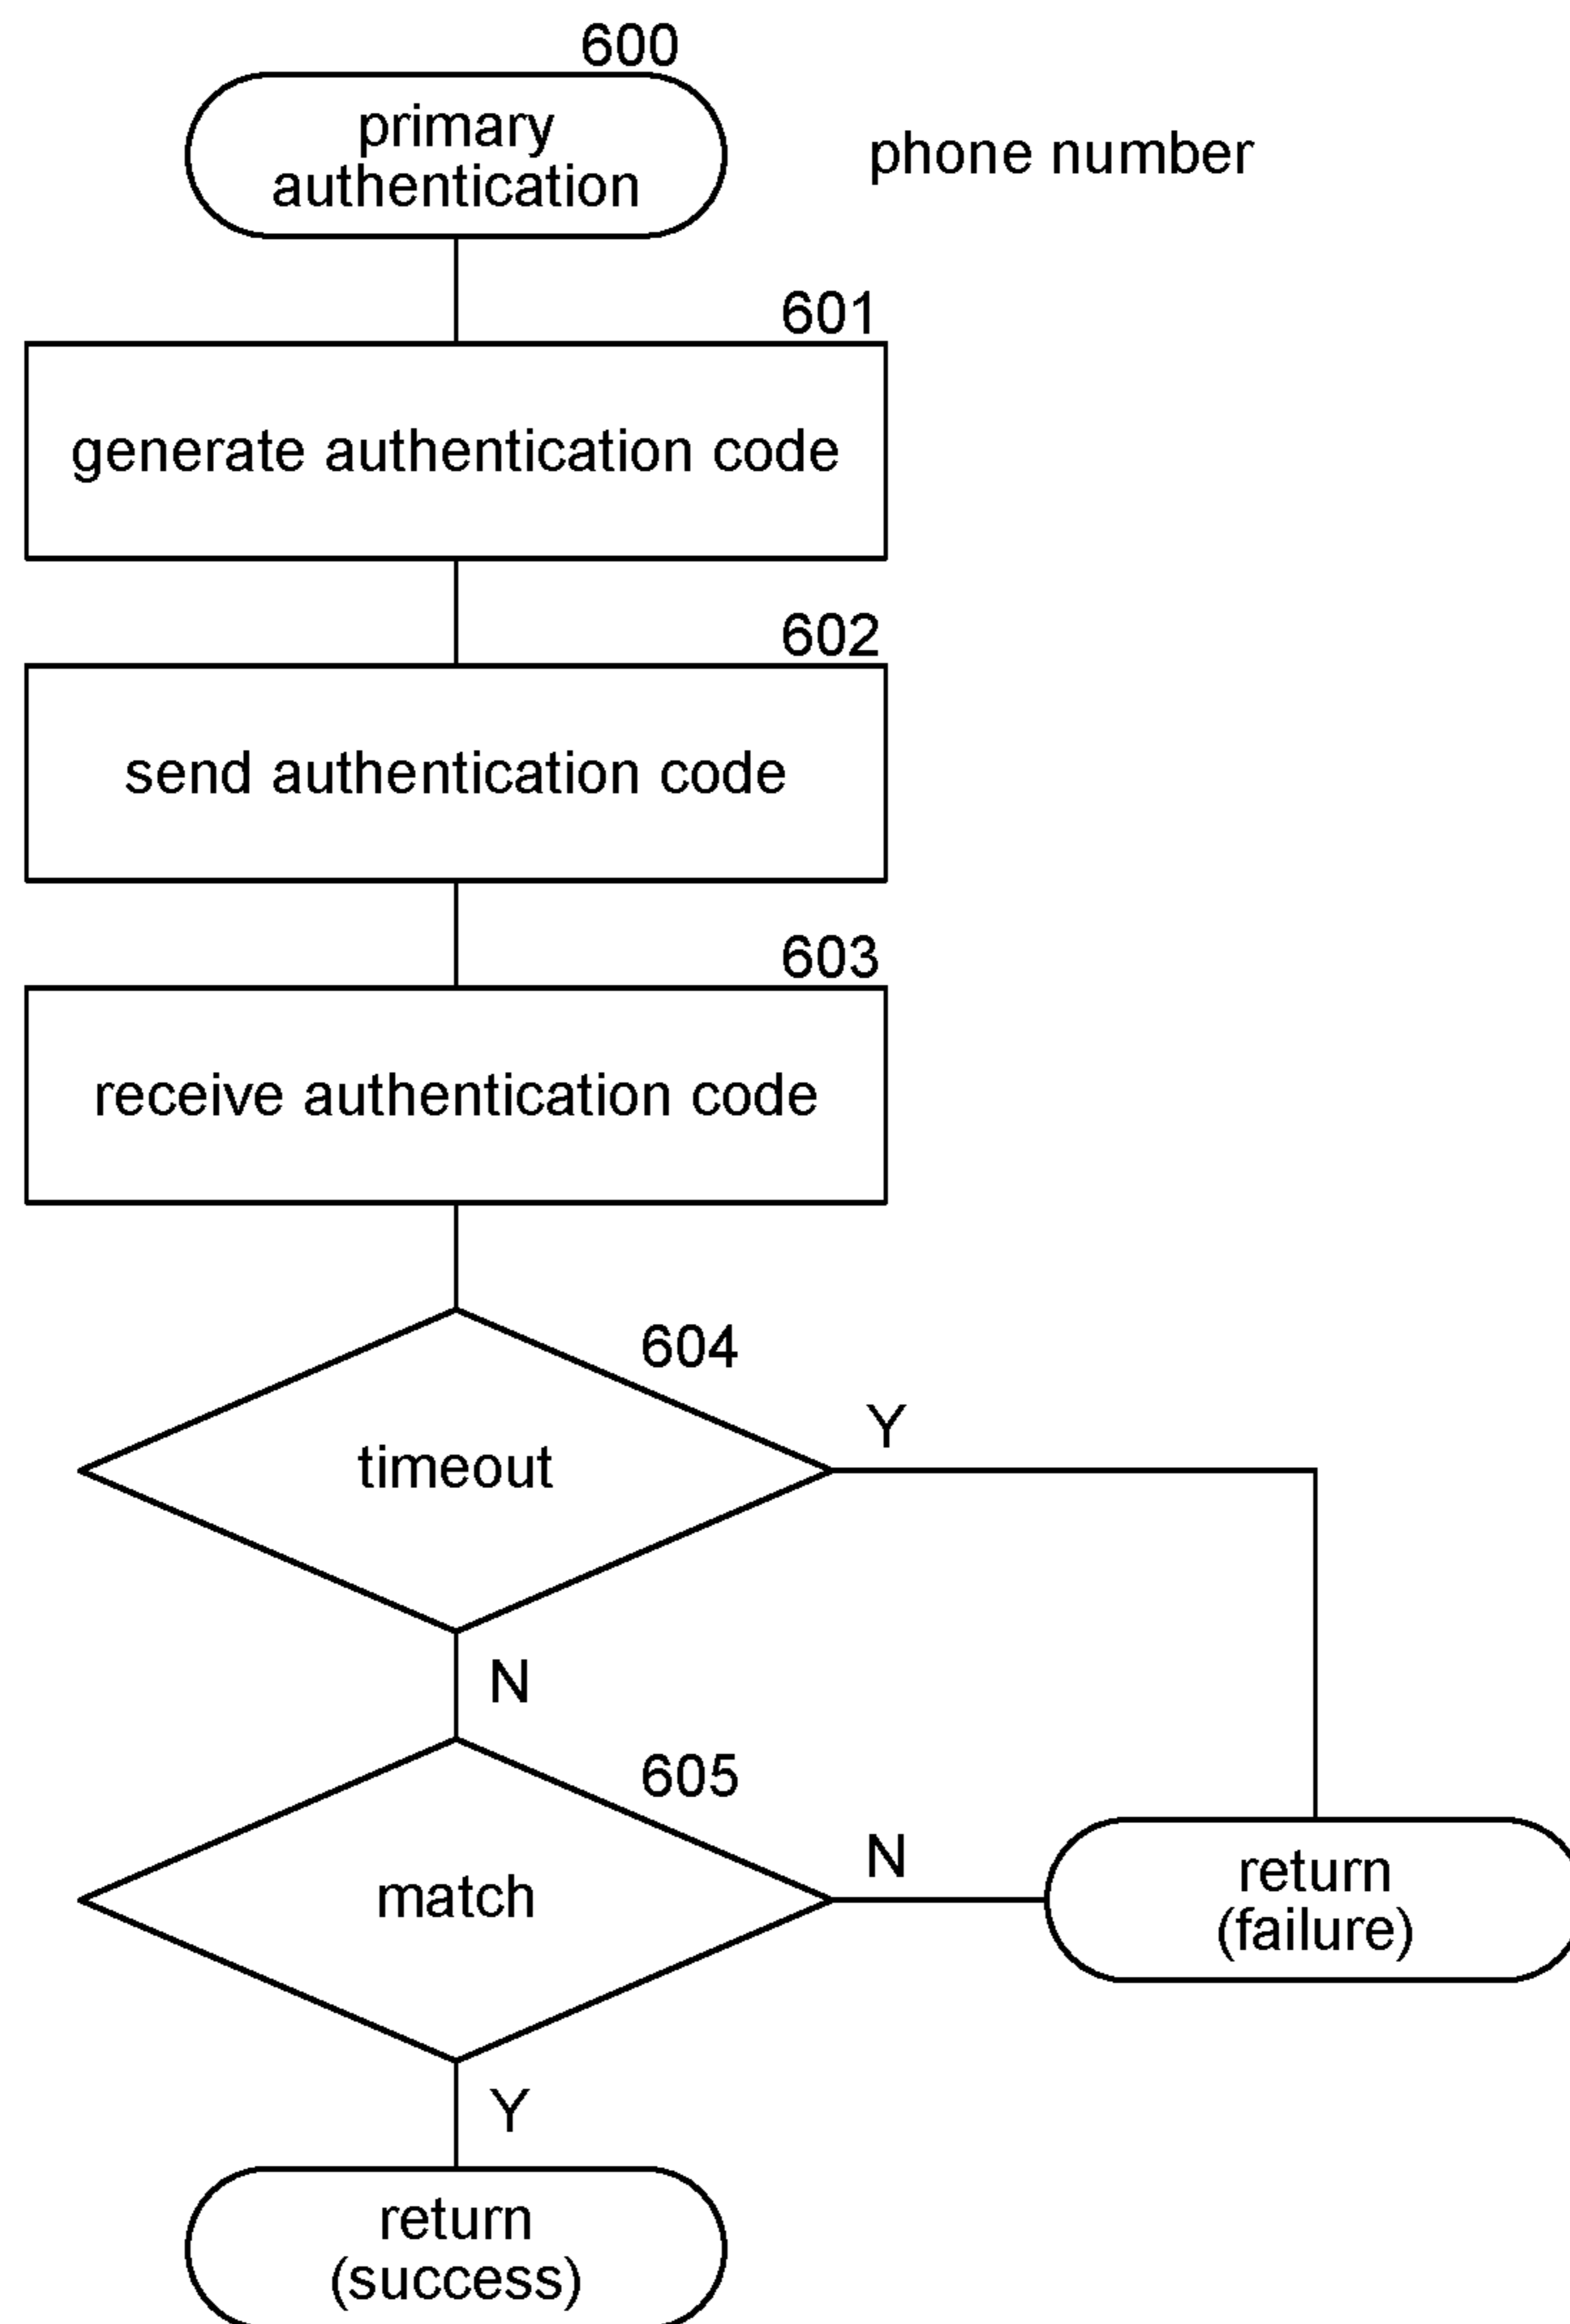 600
primary
authentication
phone number
601
generate authentication code
602
send authentication code
603
receive authentication code
604
timeout
Y
N
605
match
N
return
(failure)
Y
return
(success)